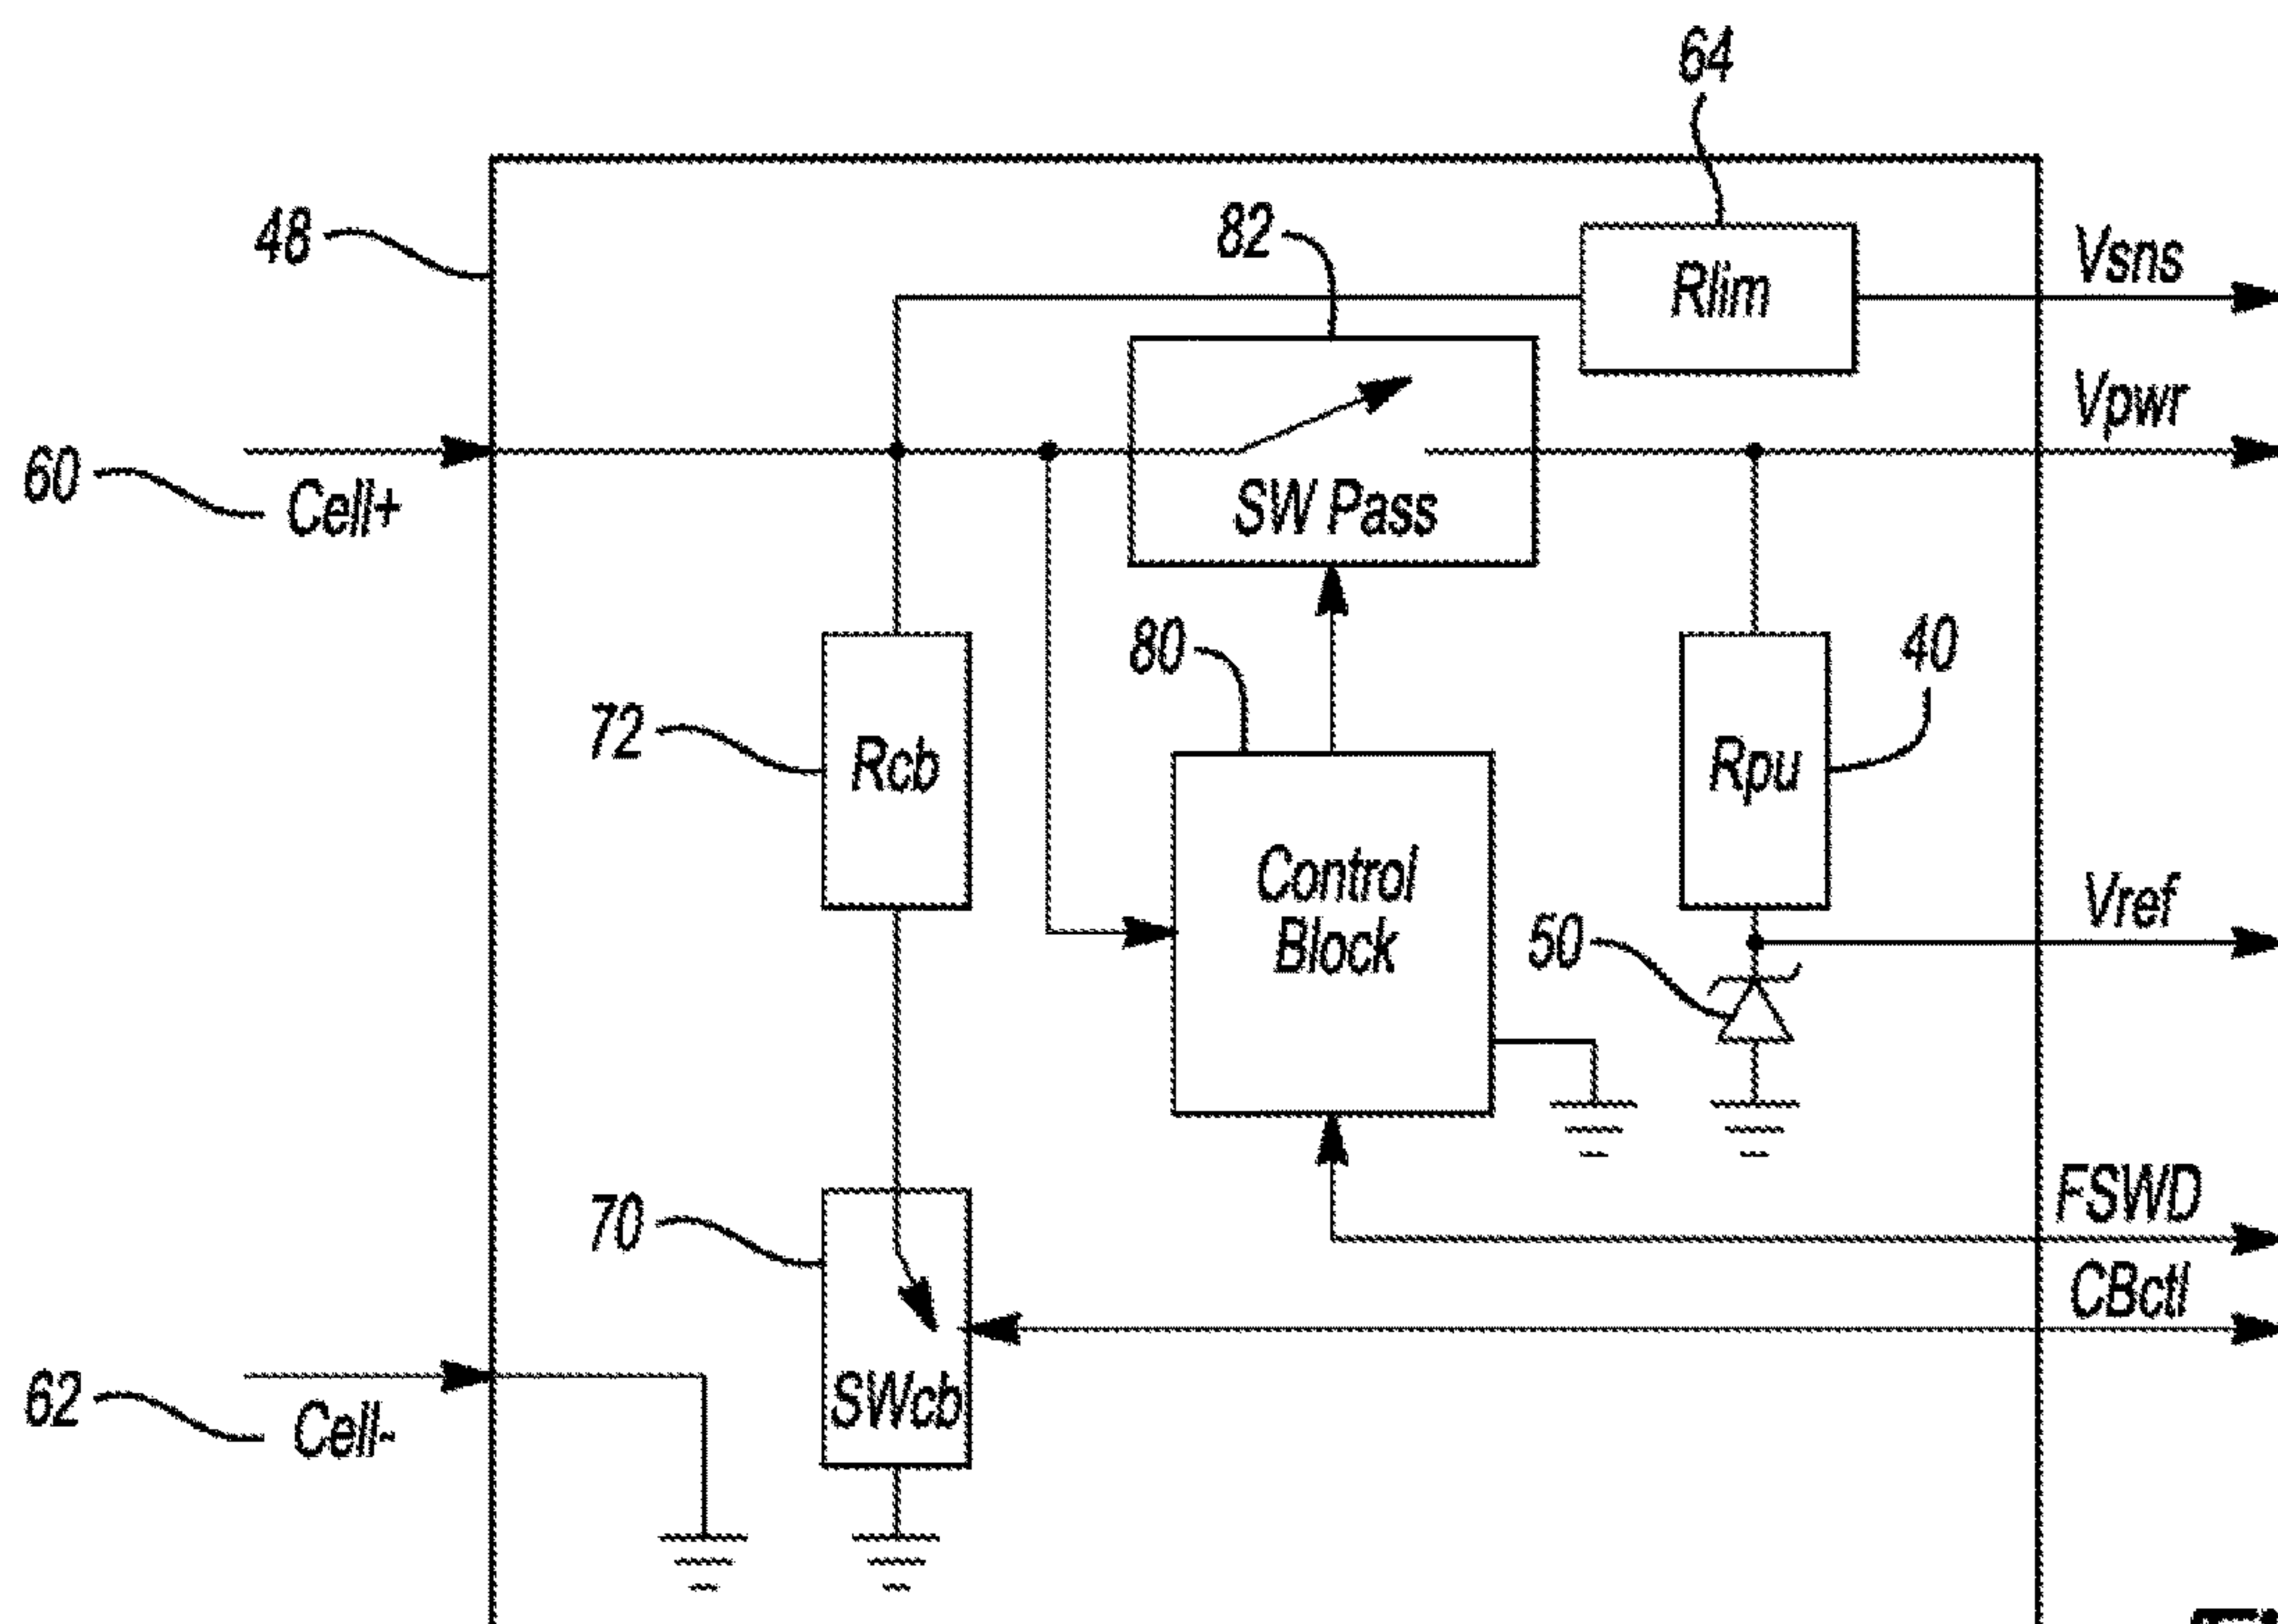 64
48
82
Rlim
Vsns
Vpwr
SW Pass
60
Cell+
80
40
72
Rcb
Rpu
Control
Block
50
Vref
FSWD
70
CBctl
SWcb
62
Cell-